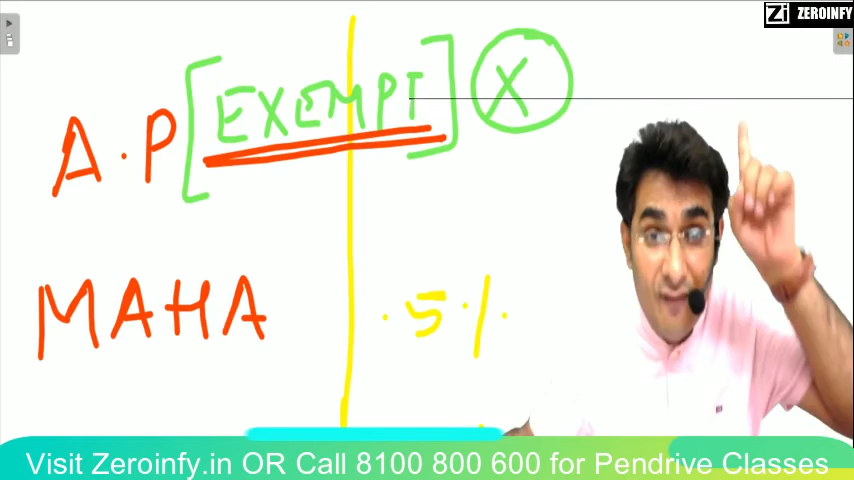 Zi ZEROINFY
A.P [EXEMPT] X
MAHA .5%.
Visit Zeroinfy.in OR Call 8100 800 600 for Pendrive Classes